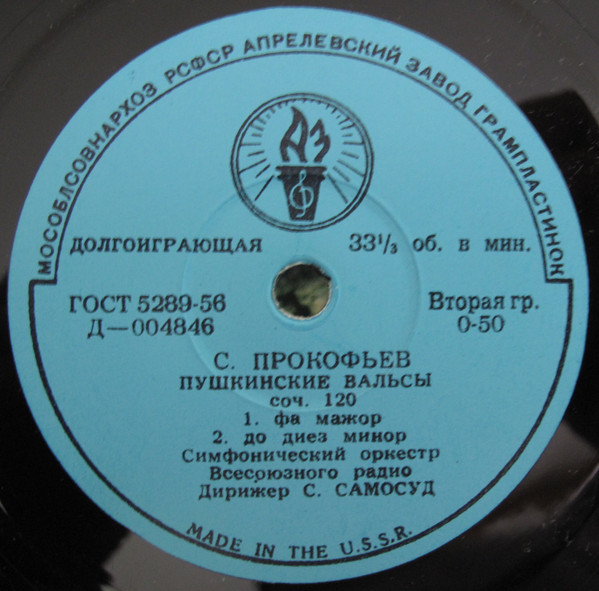 МОСОБЛСОВНАРХОЗ РСФСР АПРЕЛЕВСКИЙ ЗАВОД ГРАМПЛАСТИНОК
АЗ
ДОЛГОИГРАЮЩАЯ 33⅓ об. в мин.
ГОСТ 5289-56 Вторая гр.
Д—004846 0-50
С. ПРОКОФЬЕВ
ПУШКИНСКИЕ ВАЛЬСЫ
соч. 120
1. фа мажор
2. до диез минор
Симфонический оркестр
Всесоюзного радио
Дирижер С. САМОСУД
MADE IN THE U.S.S.R.